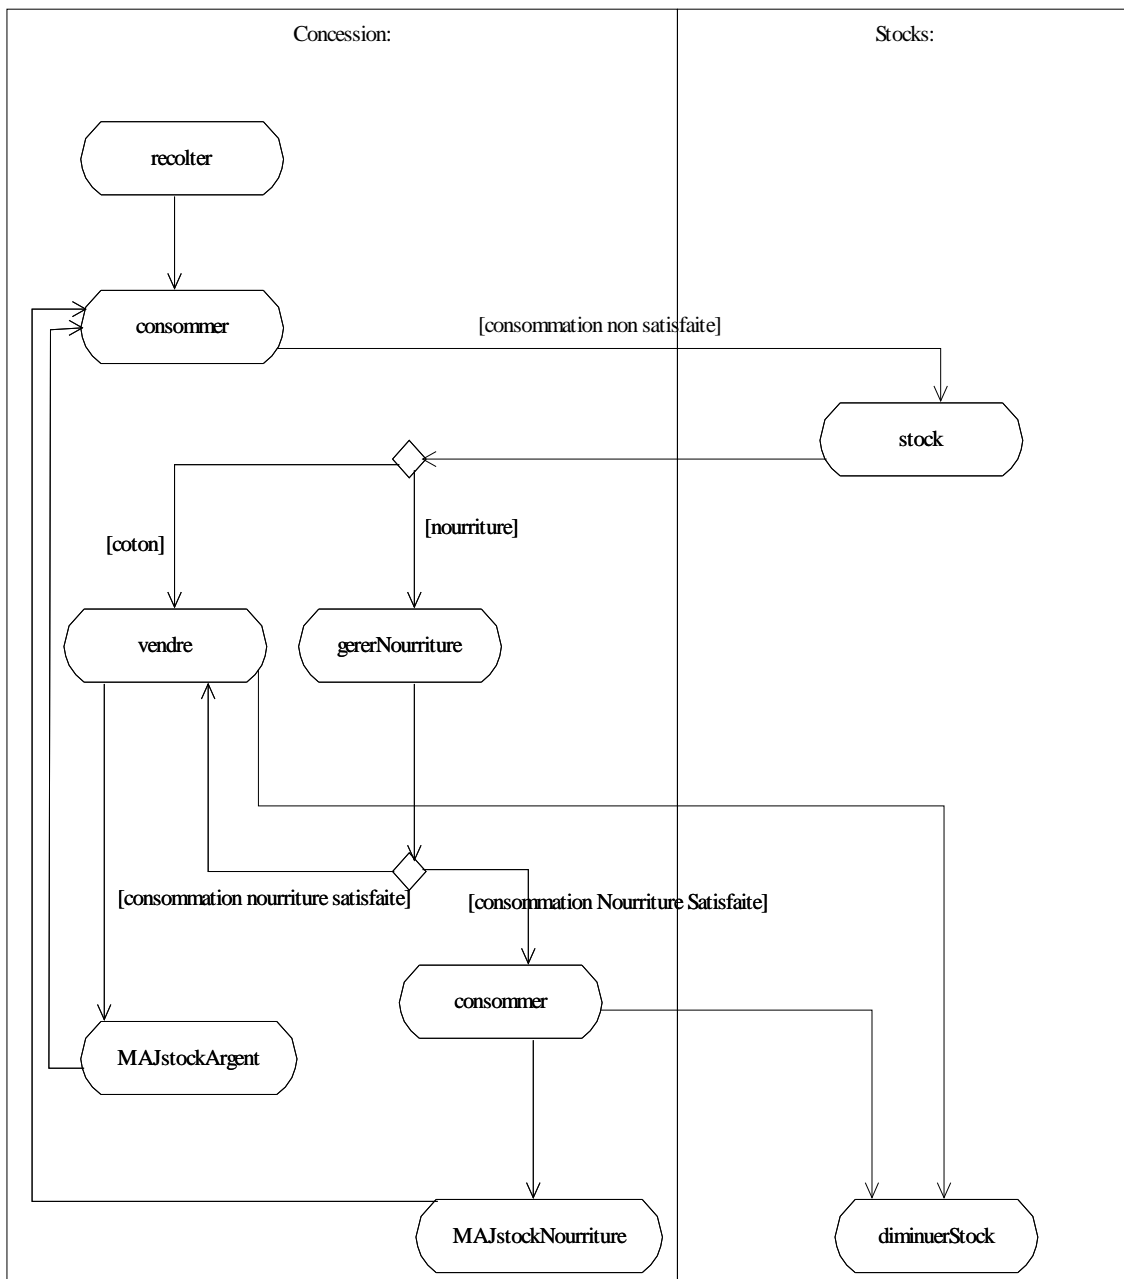 Concession:
Stocks:
recolter
consommer
[consommation non satisfaite]
stock
[nourriture]
[coton]
vendre
gererNourriture
[consommation nourriture satisfaite]
[consommation Nourriture Satisfaite]
consommer
MAJstockArgent
MAJstockNourriture
diminuerStock